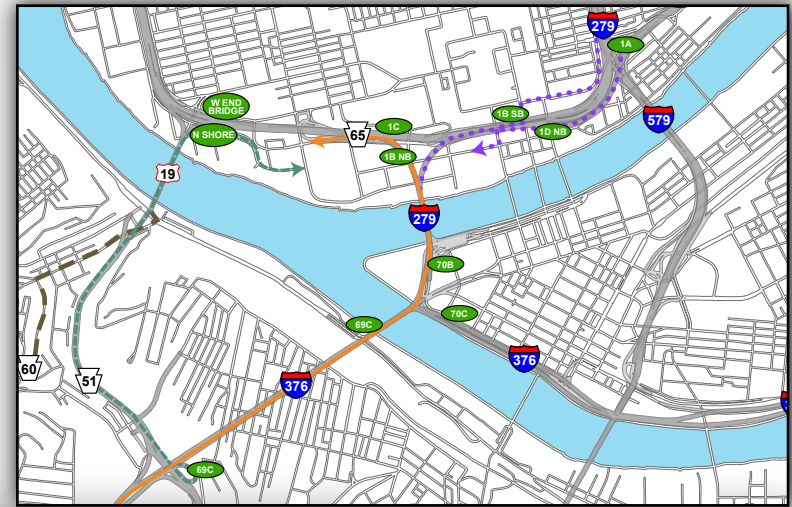 279
1A
W END
BRIDGE
1C
1B SB
579
N SHORE
65
1D NB
1B NB
19
279
70B
70C
69C
376
60
51
376
69C